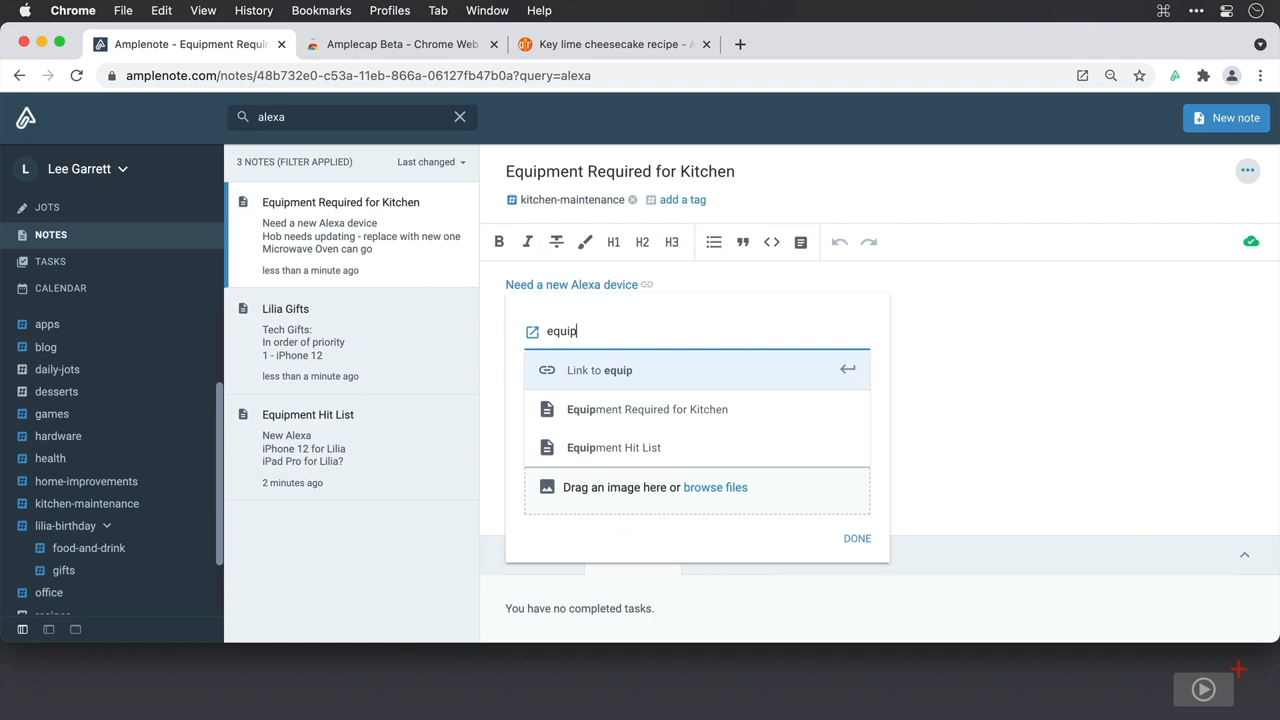 Chrome File Edit View History Bookmarks Profiles Tab Window Help
Amplenote - Equipment Requir
Amplecap Beta - Chrome Web
Key lime cheesecake recipe - A
amplenote.com/notes/48b732e0-c53a-11eb-866a-06127fb47b0a?query=alexa
alexa
New note
L
Lee Garrett
JOTS
NOTES
TASKS
CALENDAR
apps
blog
daily-jots
desserts
games
hardware
health
home-improvements
kitchen-maintenance
lilia-birthday
food-and-drink
gifts
office
recipes
3 NOTES (FILTER APPLIED)
Last changed
Equipment Required for Kitchen
Need a new Alexa device
Hob needs updating - replace with new one
Microwave Oven can go
less than a minute ago
Lilia Gifts
Tech Gifts:
In order of priority
1 - iPhone 12
less than a minute ago
Equipment Hit List
New Alexa
iPhone 12 for Lilia
iPad Pro for Lilia?
2 minutes ago
Equipment Required for Kitchen
kitchen-maintenance
add a tag
B I S H1 H2 H3
Need a new Alexa device
equip
Link to equip
Equipment Required for Kitchen
Equipment Hit List
Drag an image here or browse files
DONE
You have no completed tasks.